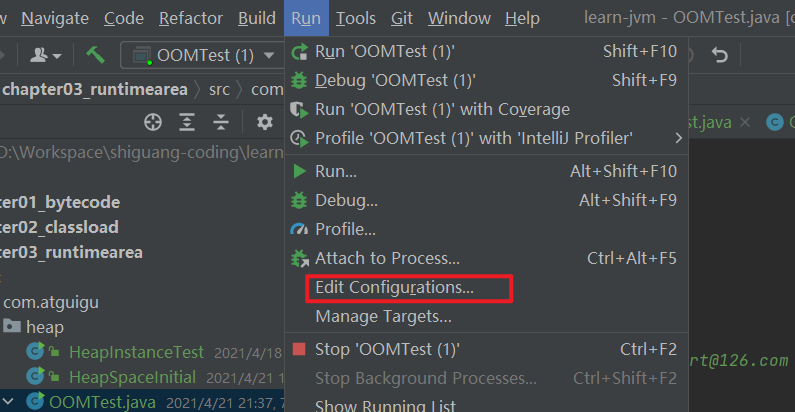 w Navigate Code Refactor Build Run Tools Git Window Help learn-jvm - OOMTest.java [c
OOMTest (1)
chapter03_runtimearea 〉 src 〉 com
:\Workspace\shiguang-coding\learn
ter01_bytecode
ter02_classload
ter03_runtimearea
com.atguigu
heap
HeapInstanceTest 2021/4/18
HeapSpaceInitial 2021/4/21 1
OOMTest.java 2021/4/21 21:37, 7
Run 'OOMTest (1)' Shift+F10
Debug 'OOMTest (1)' Shift+F9
Run 'OOMTest (1)' with Coverage
Profile 'OOMTest (1)' with 'IntelliJ Profiler'
Run... Alt+Shift+F10
Debug... Alt+Shift+F9
Profile...
Attach to Process... Ctrl+Alt+F5
Edit Configurations...
Manage Targets...
Stop 'OOMTest (1)' Ctrl+F2
Stop Background Processes... Ctrl+Shift+F2
Show Running List
st.java ×
rt@126.com